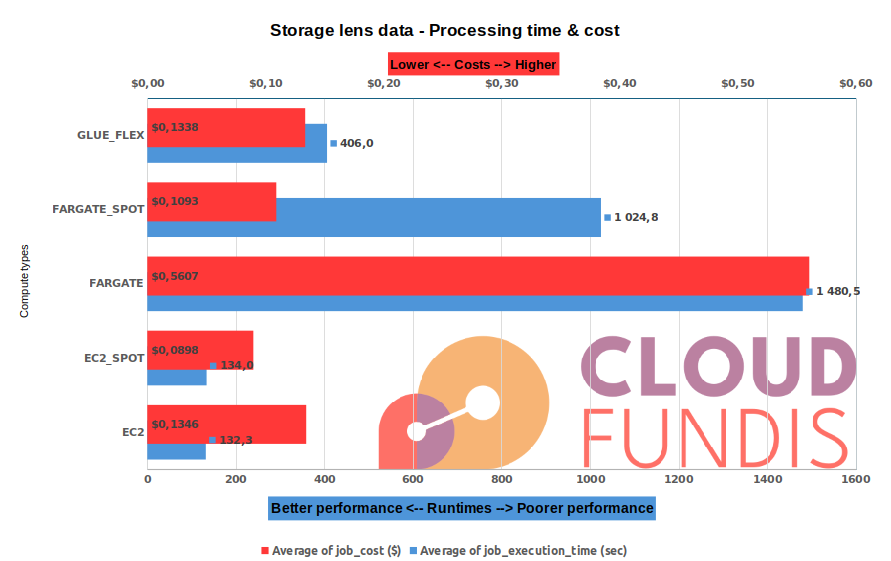 Storage lens data - Processing time & cost
Lower <-- Costs --> Higher
$0,00 $0,10 $0,20 $0,30 $0,40 $0,50 $0,60
GLUE_FLEX $0,1338 406,0
FARGATE_SPOT $0,1093 1 024,8
FARGATE $0,5607 1 480,5
EC2_SPOT $0,0898 134,0
EC2 $0,1346 132,3
Compute types
CLOUD
FUNDIS
0 200 400 600 800 1000 1200 1400 1600
Better performance <-- Runtimes --> Poorer performance
Average of job_cost ($) Average of job_execution_time (sec)